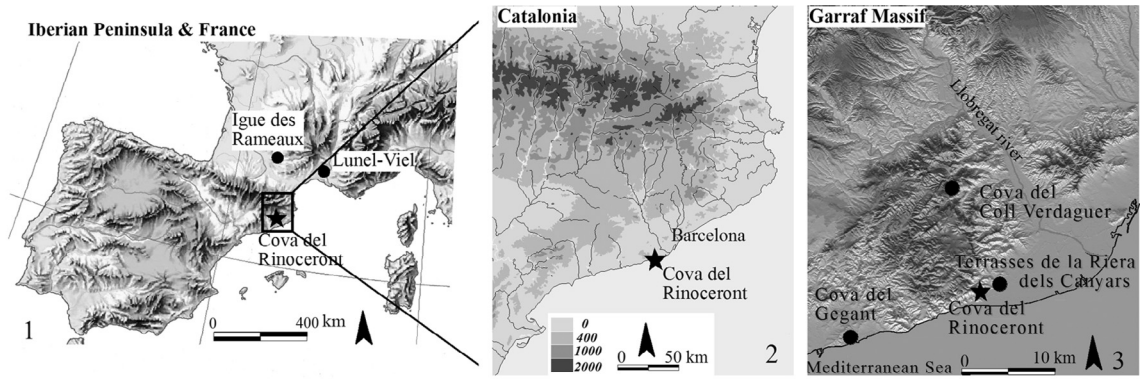 Iberian Peninsula & France
Igue des
Rameaux
Lunel-Viel
Cova del
Rinoceront
0 400 km
1
Catalonia
Barcelona
Cova del
Rinoceront
0
400
1000
2000
0 50 km
2
Garraf Massif
Llobregat river
Cova del
Coll Verdaguer
Terrasses de la Riera
dels Canyars
Cova del
Gegant
Cova del
Rinoceront
Mediterranean Sea
0 10 km
3